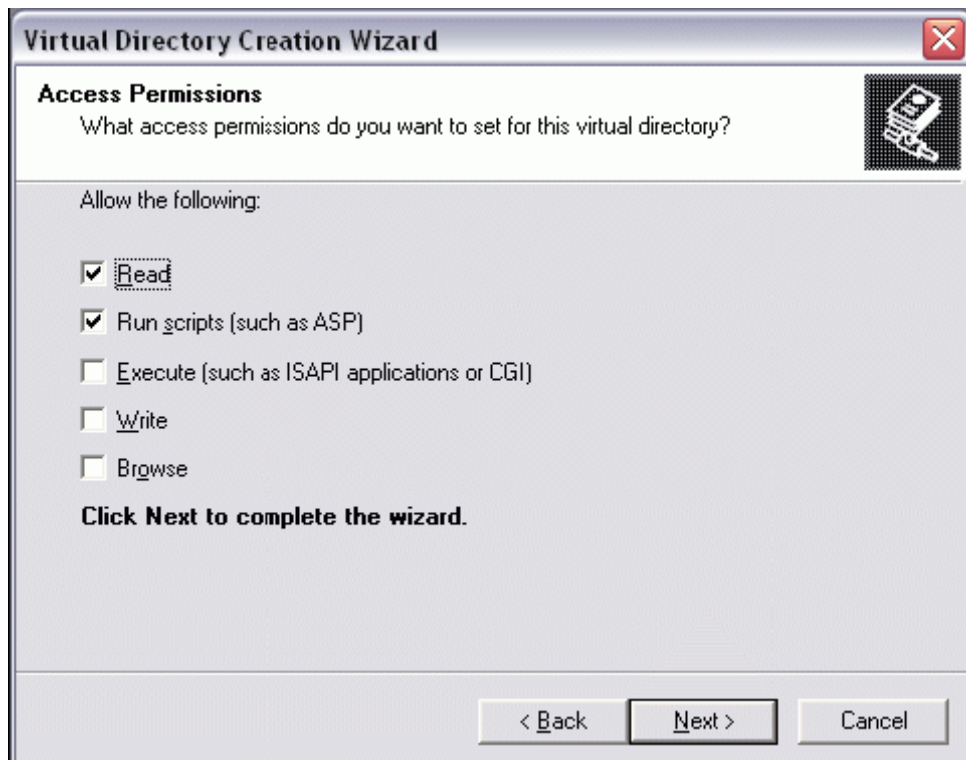 Virtual Directory Creation Wizard
Access Permissions
What access permissions do you want to set for this virtual directory?
Allow the following:
Read
Run scripts (such as ASP)
Execute (such as ISAPI applications or CGI)
Write
Browse
Click Next to complete the wizard.
< Back Next > Cancel